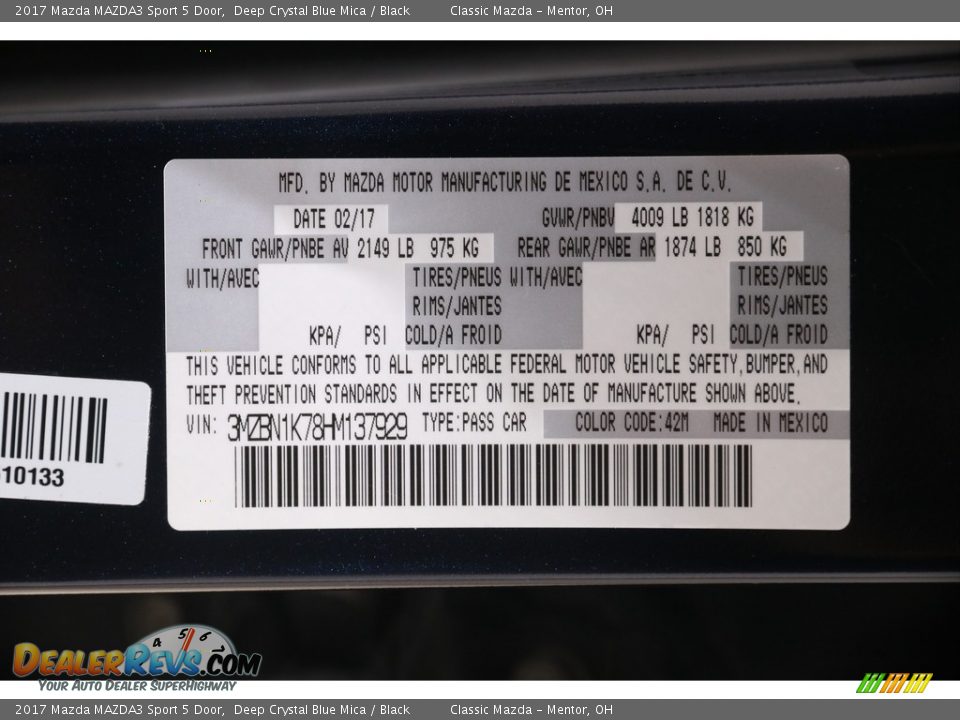 2017 Mazda MAZDA3 Sport 5 Door, Deep Crystal Blue Mica / Black Classic Mazda - Mentor, OH
MFD. BY MAZDA MOTOR MANUFACTURING DE MEXICO S.A. DE C.V.
DATE 02/17 GVWR/PNBV 4009 LB 1818 KG
FRONT GAWR/PNBE AV 2149 LB 975 KG REAR GAWR/PNBE AR 1874 LB 850 KG
WITH/AVEC TIRES/PNEUS WITH/AVEC TIRES/PNEUS
RIMS/JANTES RIMS/JANTES
KPA/ PSI COLD/A FROID KPA/ PSI COLD/A FROID
THIS VEHICLE CONFORMS TO ALL APPLICABLE FEDERAL MOTOR VEHICLE SAFETY, BUMPER, AND
THEFT PREVENTION STANDARDS IN EFFECT ON THE DATE OF MANUFACTURE SHOWN ABOVE.
VIN: 3MZBN1K78HM137929 TYPE: PASS CAR COLOR CODE: 42M MADE IN MEXICO
10133
4 5 6
DEALERREVS.COM
YOUR AUTO DEALER SUPERHIGHWAY
2017 Mazda MAZDA3 Sport 5 Door, Deep Crystal Blue Mica / Black Classic Mazda - Mentor, OH